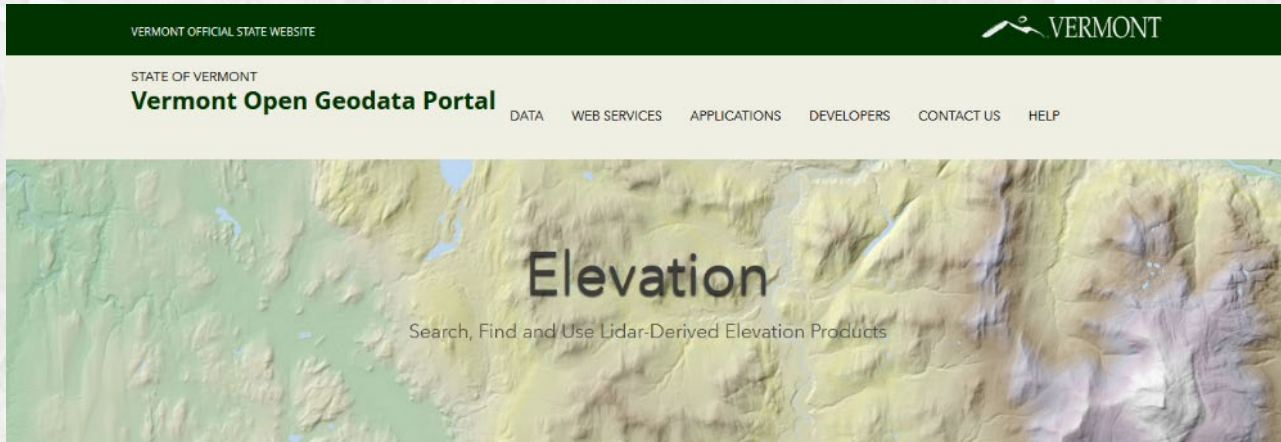 VERMONT OFFICIAL STATE WEBSITE
VERMONT
STATE OF VERMONT
Vermont Open Geodata Portal
DATA WEB SERVICES APPLICATIONS DEVELOPERS CONTACT US HELP
Elevation
Search, Find and Use Lidar-Derived Elevation Products